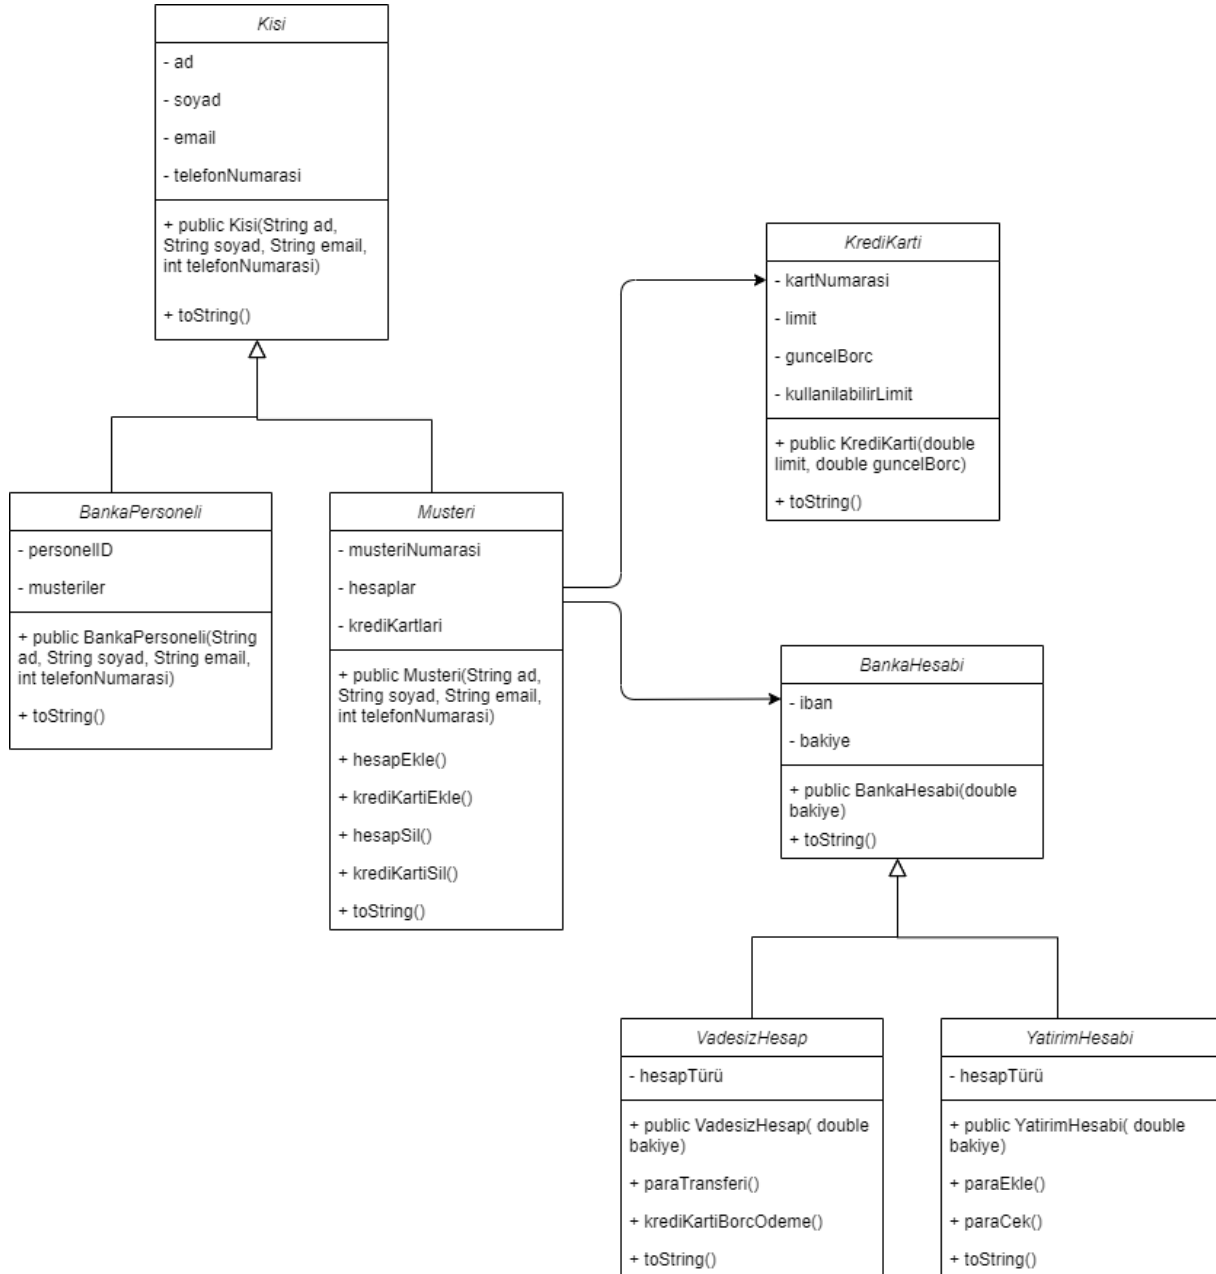 Kisi
- ad
- soyad
- email
- telefonNumarasi
+ public Kisi(String ad,
String soyad, String email,
int telefonNumarasi)
+ toString()
KrediKarti
- kartNumarasi
- limit
- guncelBorc
- kullanilabilirLimit
+ public KrediKarti(double
limit, double guncelBorc)
+ toString()
BankaPersoneli
- personelID
- musteriler
+ public BankaPersoneli(String
ad, String soyad, String email,
int telefonNumarasi)
+ toString()
Musteri
- musteriNumarasi
- hesaplar
- krediKartlari
+ public Musteri(String ad,
String soyad, String email,
int telefonNumarasi)
+ hesapEkle()
+ krediKartiEkle()
+ hesapSil()
+ krediKartiSil()
+ toString()
BankaHesabi
- iban
- bakiye
+ public BankaHesabi(double
bakiye)
+ toString()
VadesizHesap
- hesapTürü
+ public VadesizHesap( double
bakiye)
+ paraTransferi()
+ krediKartiBorcOdeme()
+ toString()
YatirimHesabi
- hesapTürü
+ public YatirimHesabi( double
bakiye)
+ paraEkle()
+ paraCek()
+ toString()